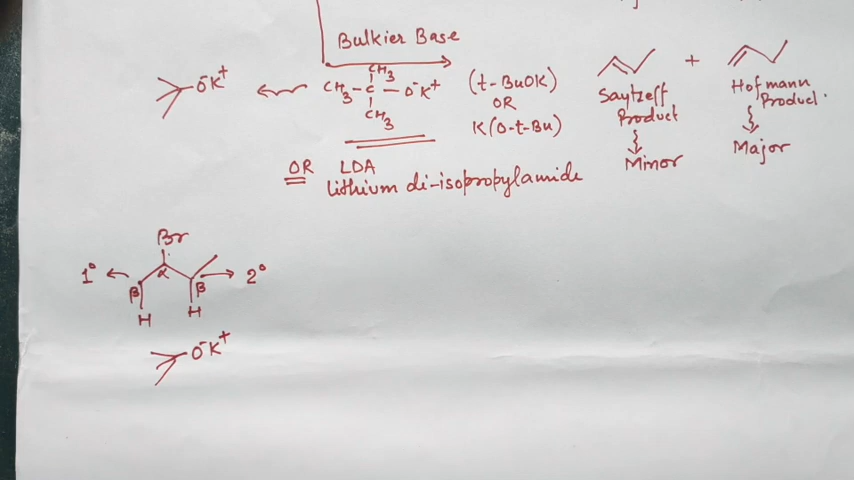 Bulkier Base
CH3
CH3-C-O⁻K⁺
CH3
O⁻K⁺
(t-BuOK)
OR
K(O-t-Bu)
+
Saytzeff
Product
Minor
Hofmann
Product.
Major
OR LDA
lithium di-isopropylamide
Br
1° α 2°
β β
H H
O⁻K⁺